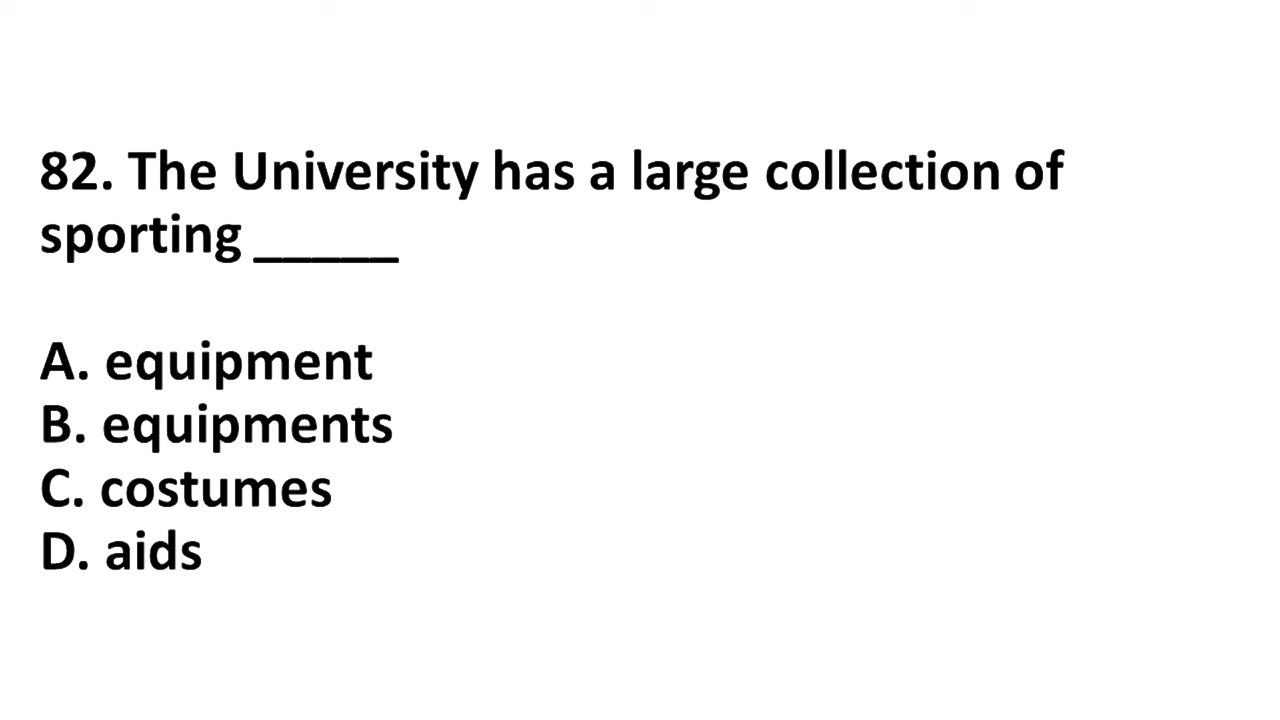 82. The University has a large collection of
sporting _____
A. equipment
B. equipments
C. costumes
D. aids